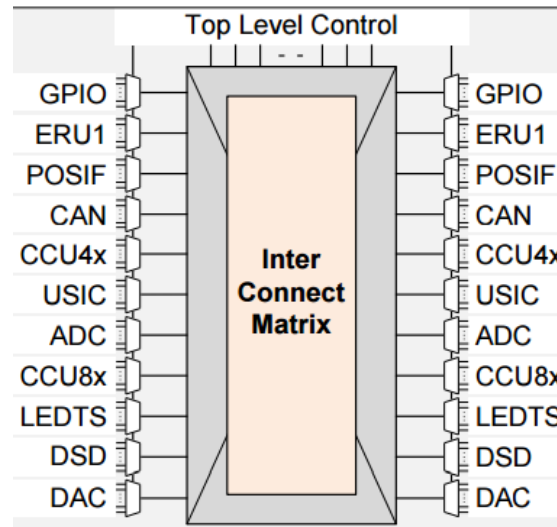 Top Level Control
- -
GPIO GPIO
ERU1 ERU1
POSIF POSIF
CAN CAN
CCU4x CCU4x
USIC USIC
ADC ADC
CCU8x CCU8x
LEDTS LEDTS
DSD DSD
DAC DAC
Inter
Connect
Matrix